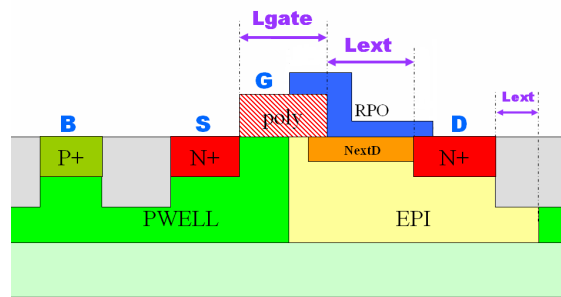 Lgate
Lext
G
poly
RPO
Lext
B
S
D
P+
N+
NextD
N+
PWELL
EPI